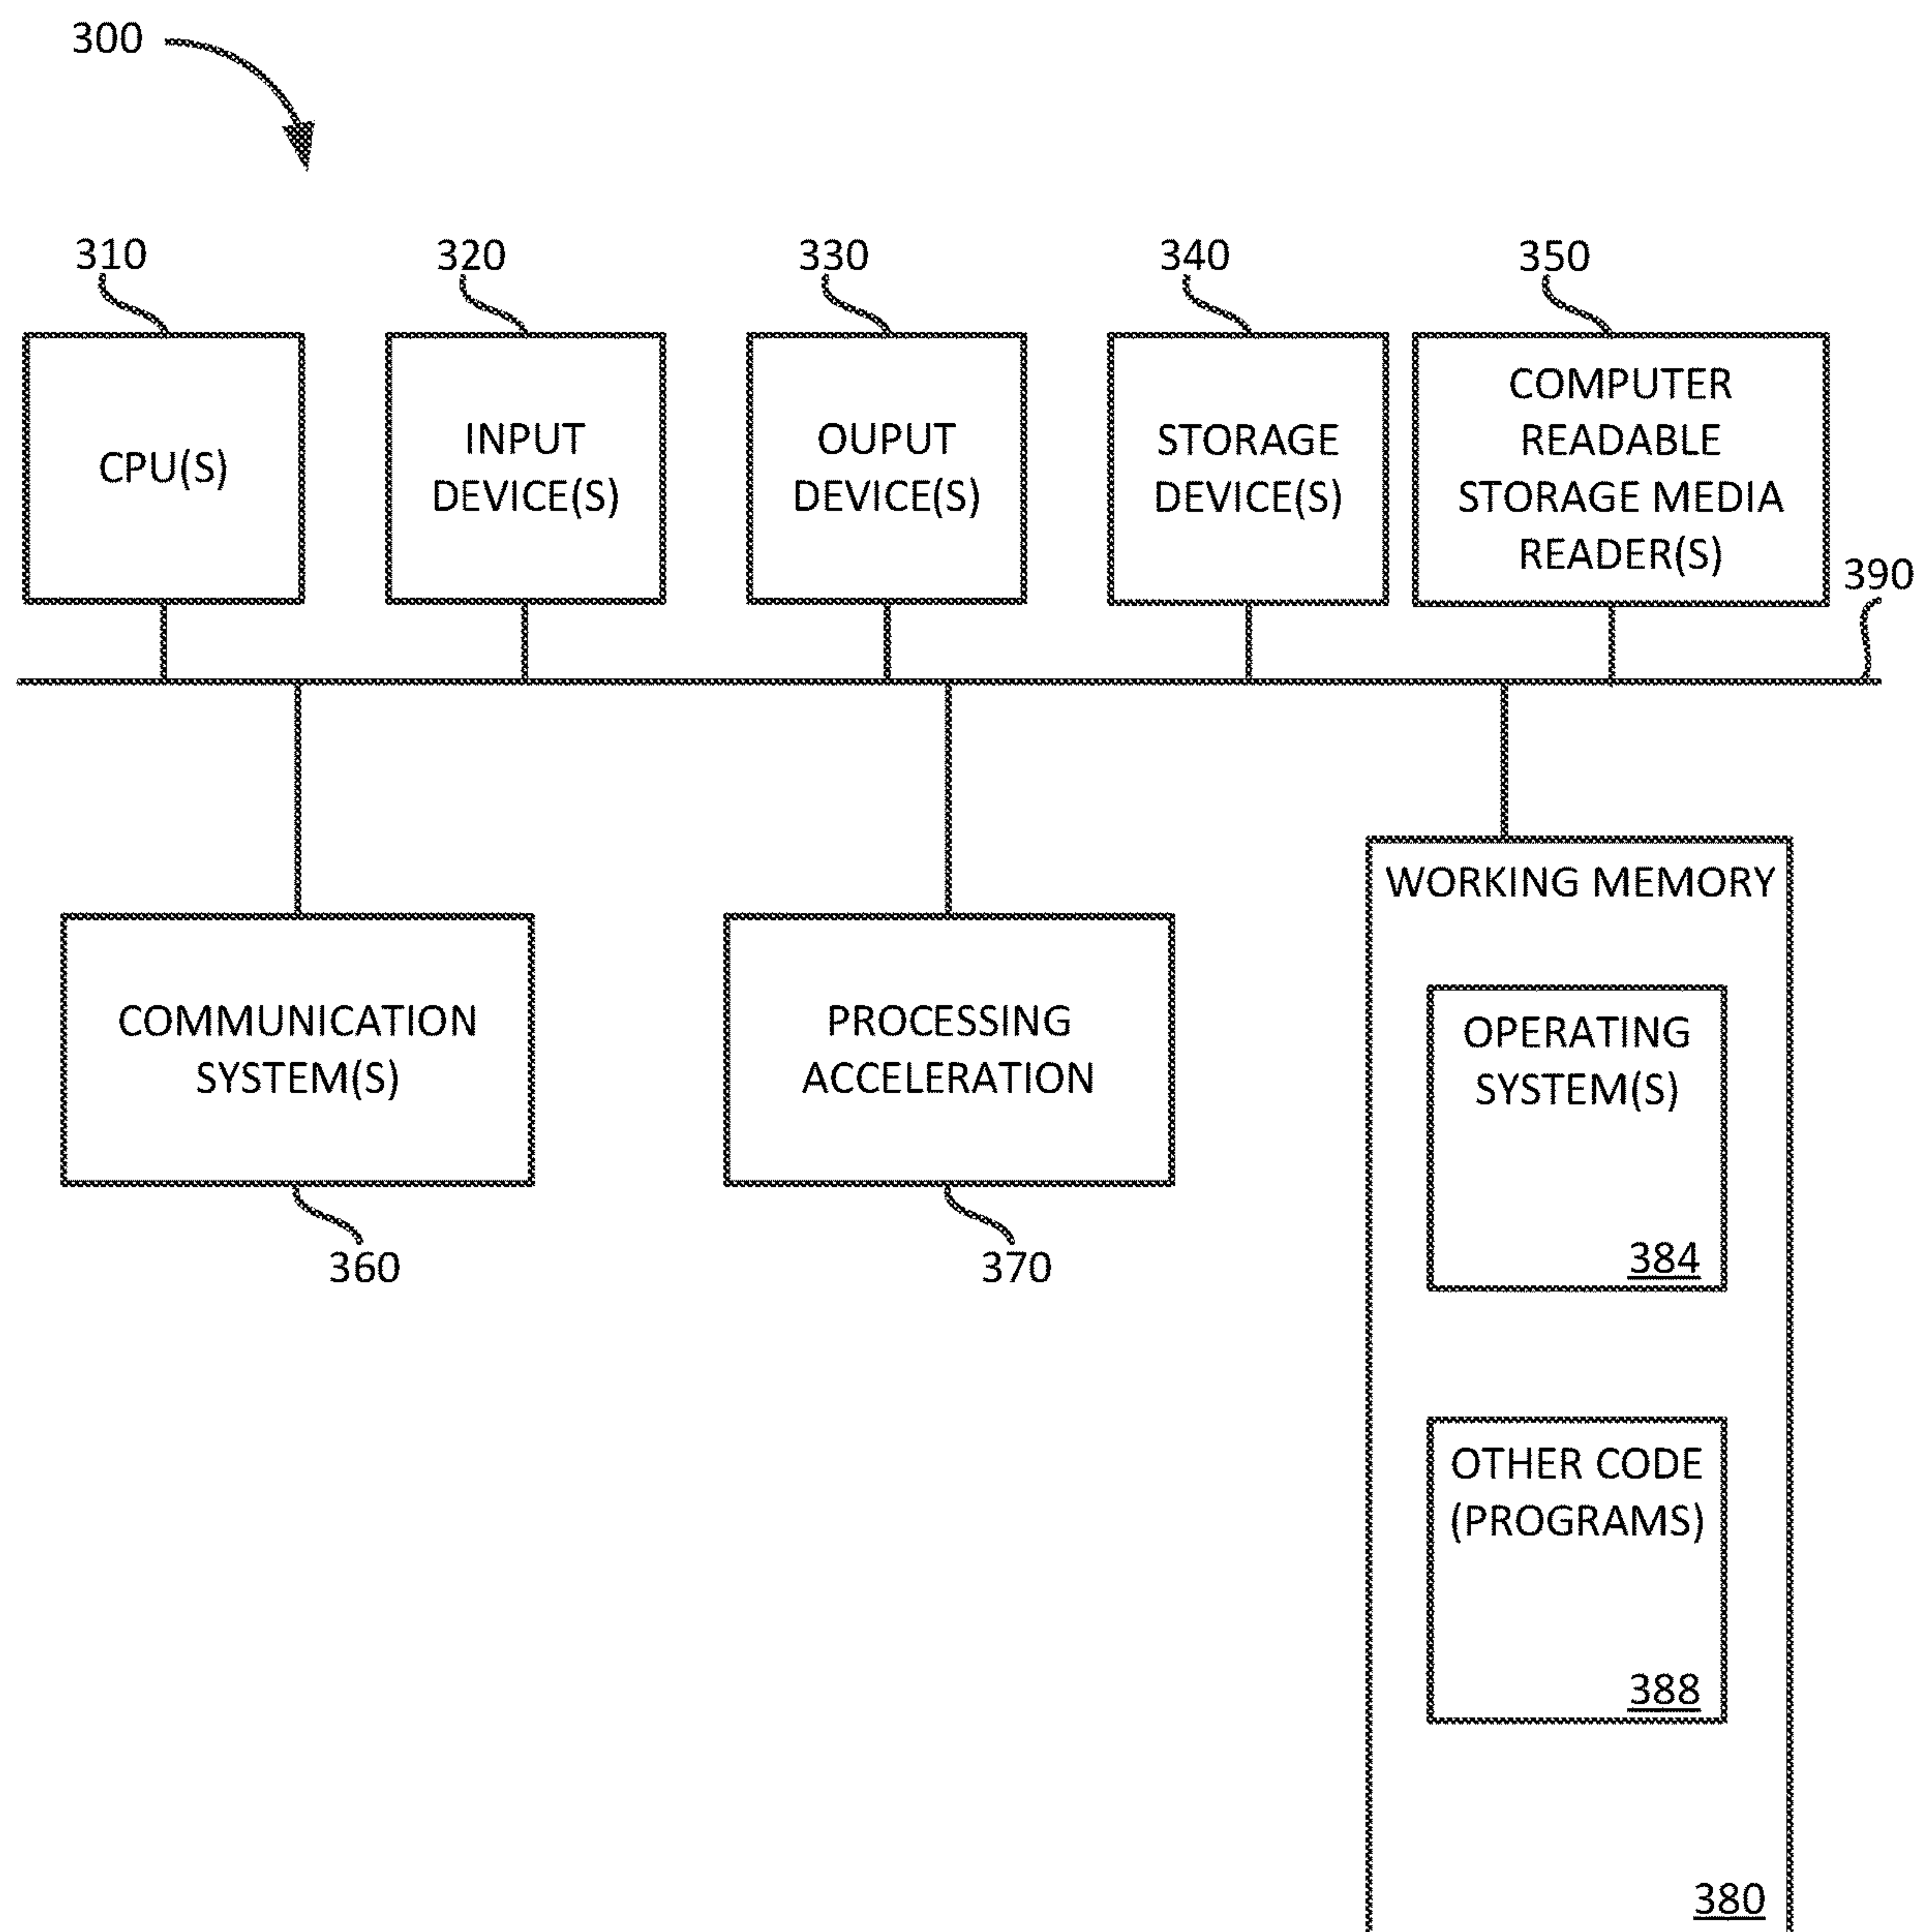 300
310
320
330
340
350
CPU(S)
INPUT
DEVICE(S)
OUPUT
DEVICE(S)
STORAGE
DEVICE(S)
COMPUTER
READABLE
STORAGE MEDIA
READER(S)
390
COMMUNICATION
SYSTEM(S)
360
PROCESSING
ACCELERATION
370
WORKING MEMORY
OPERATING
SYSTEM(S)
384
OTHER CODE
(PROGRAMS)
388
380